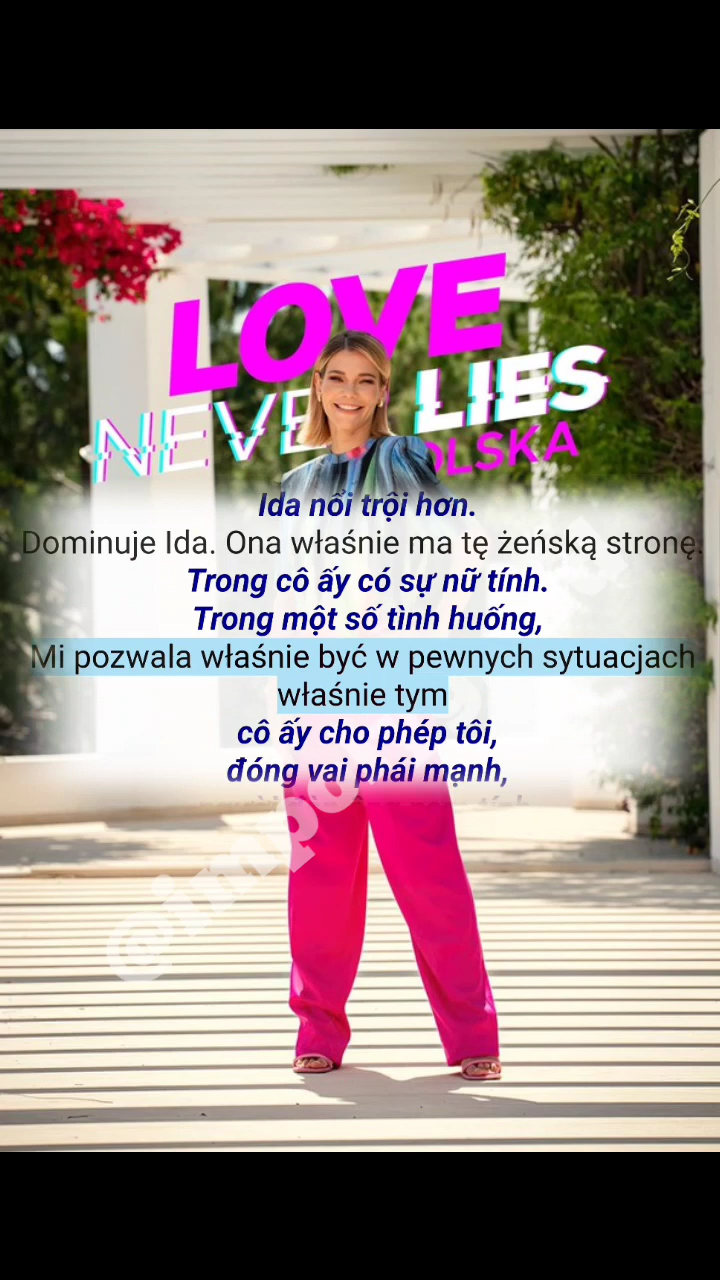 LOVE
NEVE LIES
OLSKA
Ida nổi trội hơn.
Dominuje Ida. Ona właśnie ma tę żeńską stronę.
Trong cô ấy có sự nữ tính.
Trong một số tình huống,
Mi pozwala właśnie być w pewnych sytuacjach
właśnie tym
cô ấy cho phép tôi,
đóng vai phái mạnh,